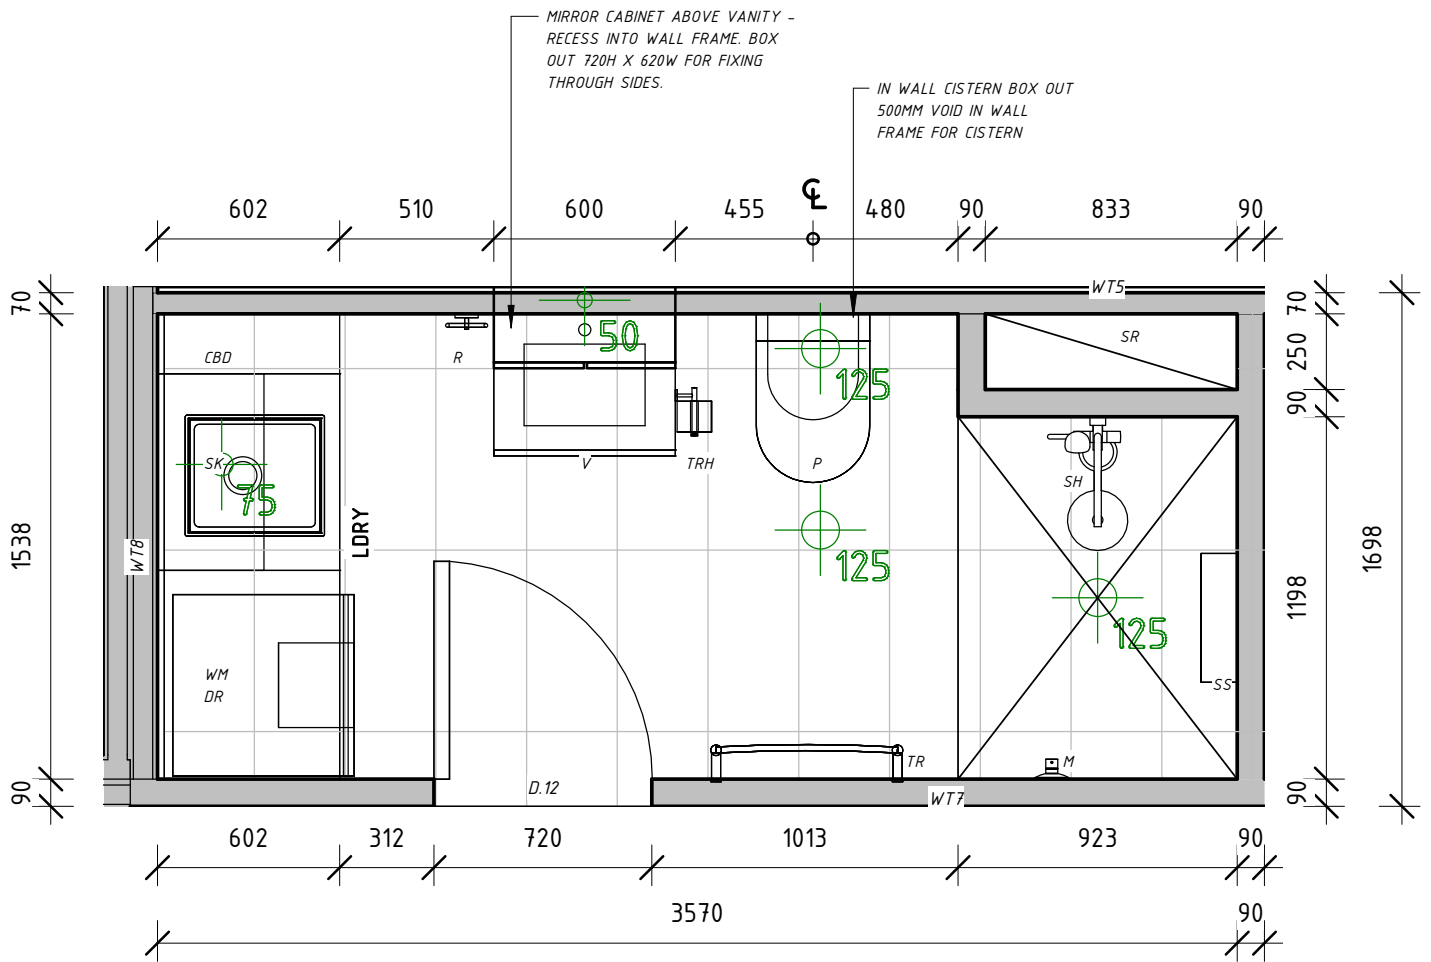 MIRROR CABINET ABOVE VANITY -
RECESS INTO WALL FRAME. BOX
OUT 720H X 620W FOR FIXING
THROUGH SIDES.
IN WALL CISTERN BOX OUT
500MM VOID IN WALL
FRAME FOR CISTERN
℄
602 510 600 455 480 90 833 90
WT5
70 70
50
CBD R SR
250
125
90
SK V TRH P SH
75
LDRY
WT8
1538 1698
125
1198
125
WM
DR
SS
TR M
D.12 WT7
90 90
602 312 720 1013 923 90
3570 90